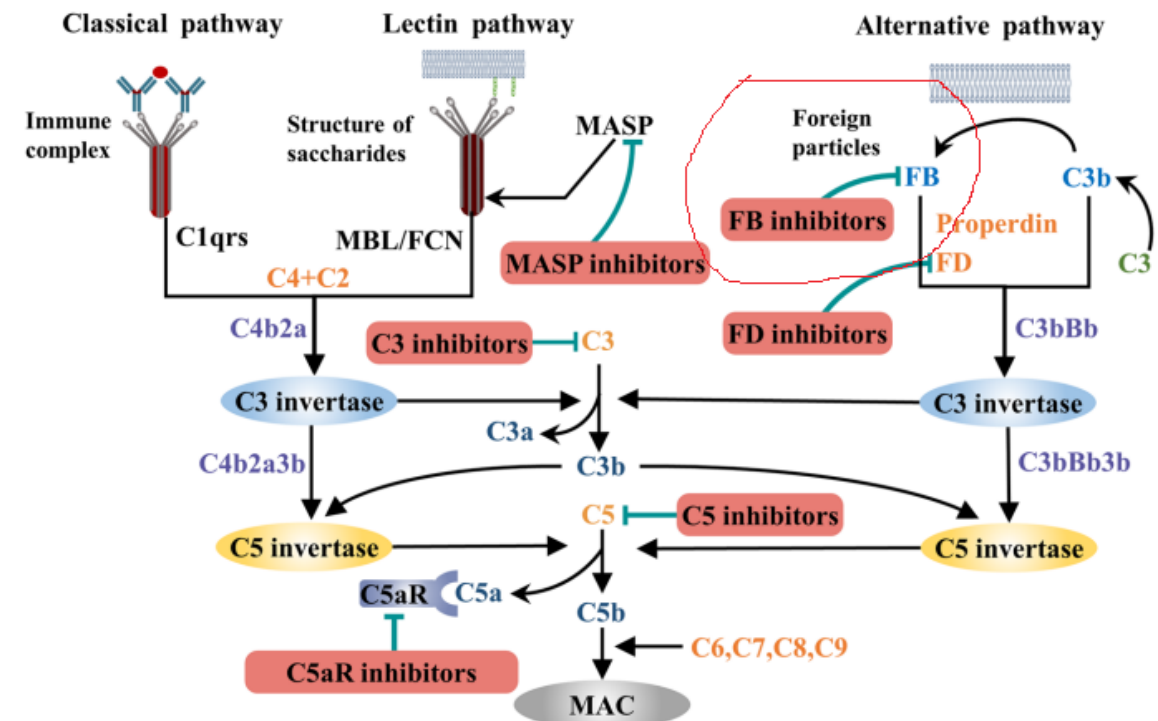 Classical pathway
Lectin pathway
Alternative pathway
Immune
complex
Structure of
saccharides
MASP
Foreign
particles
FB
C3b
FB inhibitors
Properdin
C1qrs
MBL/FCN
MASP inhibitors
FD
C3
C4+C2
C4b2a
C3 inhibitors
C3
FD inhibitors
C3bBb
C3 invertase
C3 invertase
C3a
C4b2a3b
C3b
C3bBb3b
C5
C5 inhibitors
C5 invertase
C5 invertase
C5aR
C5a
C5b
C6,C7,C8,C9
C5aR inhibitors
MAC